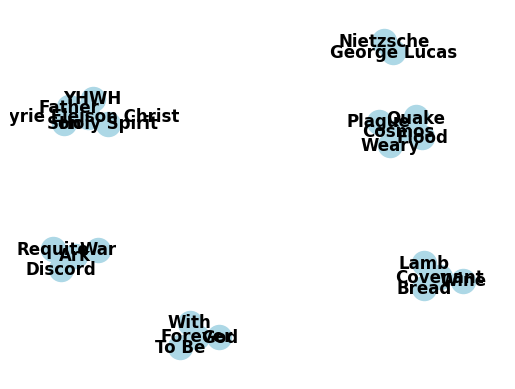 Nietzsche
George Lucas
YHWH
Father
yrie Eleison Christ
Son
Holy Spirit
Plague
Quake
Cosmos
Flood
Weary
Requite
War
Ark
Discord
Lamb
Covenant
Wine
Bread
With
Forever
God
To Be